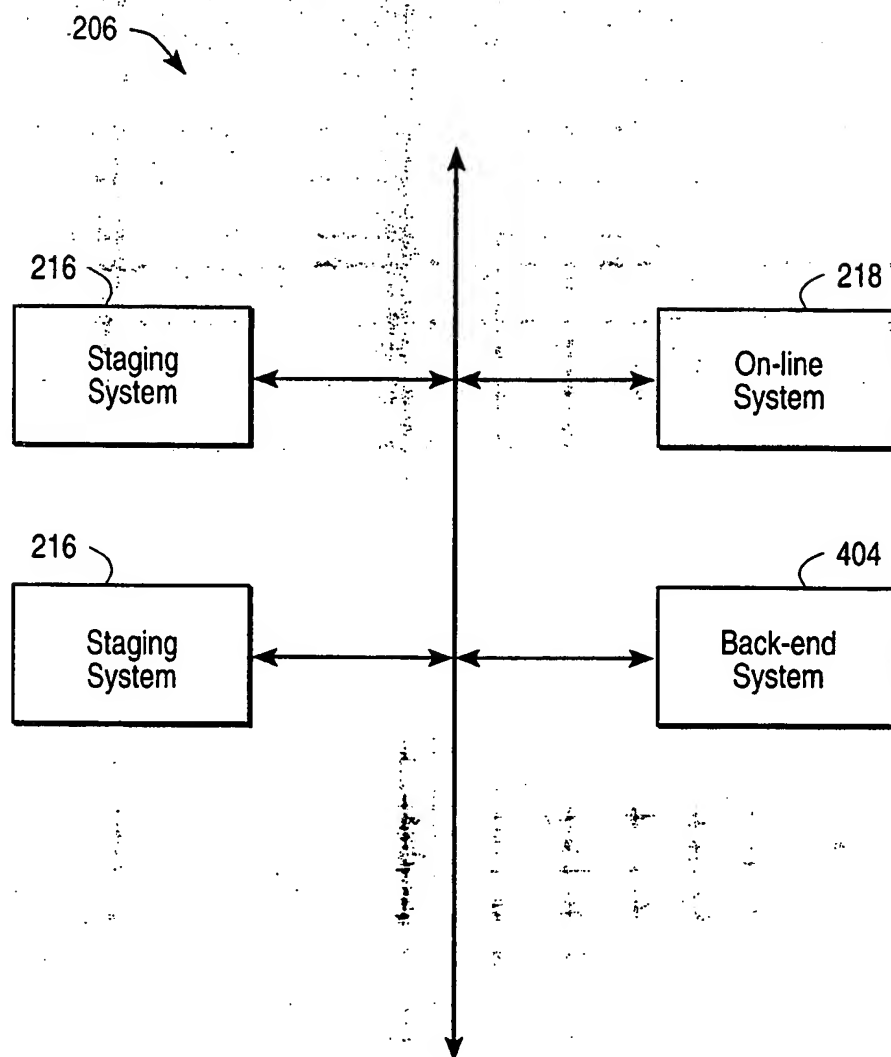 206
216
218
Staging
System
On-line
System
216
404
Staging
System
Back-end
System